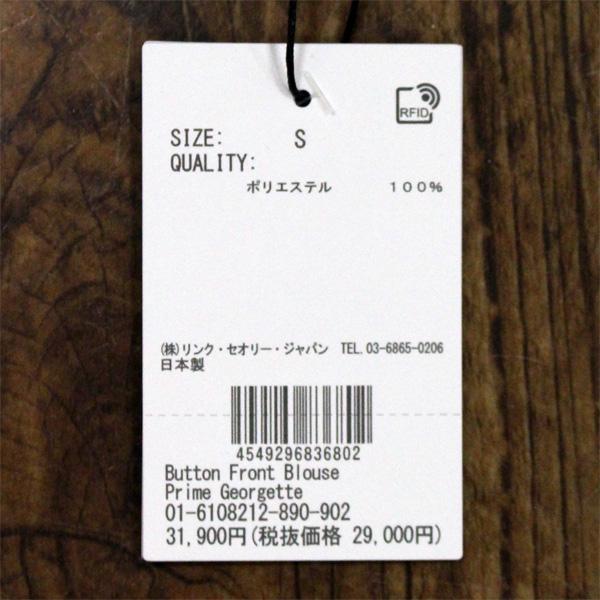 RFID
SIZE: S
QUALITY:
ポリエステル 100%
(株)リンク・セオリー・ジャパン TEL.03-6865-0206
日本製
4549296836802
Button Front Blouse
Prime Georgette
01-6108212-890-902
31,900円(税抜価格 29,000円)